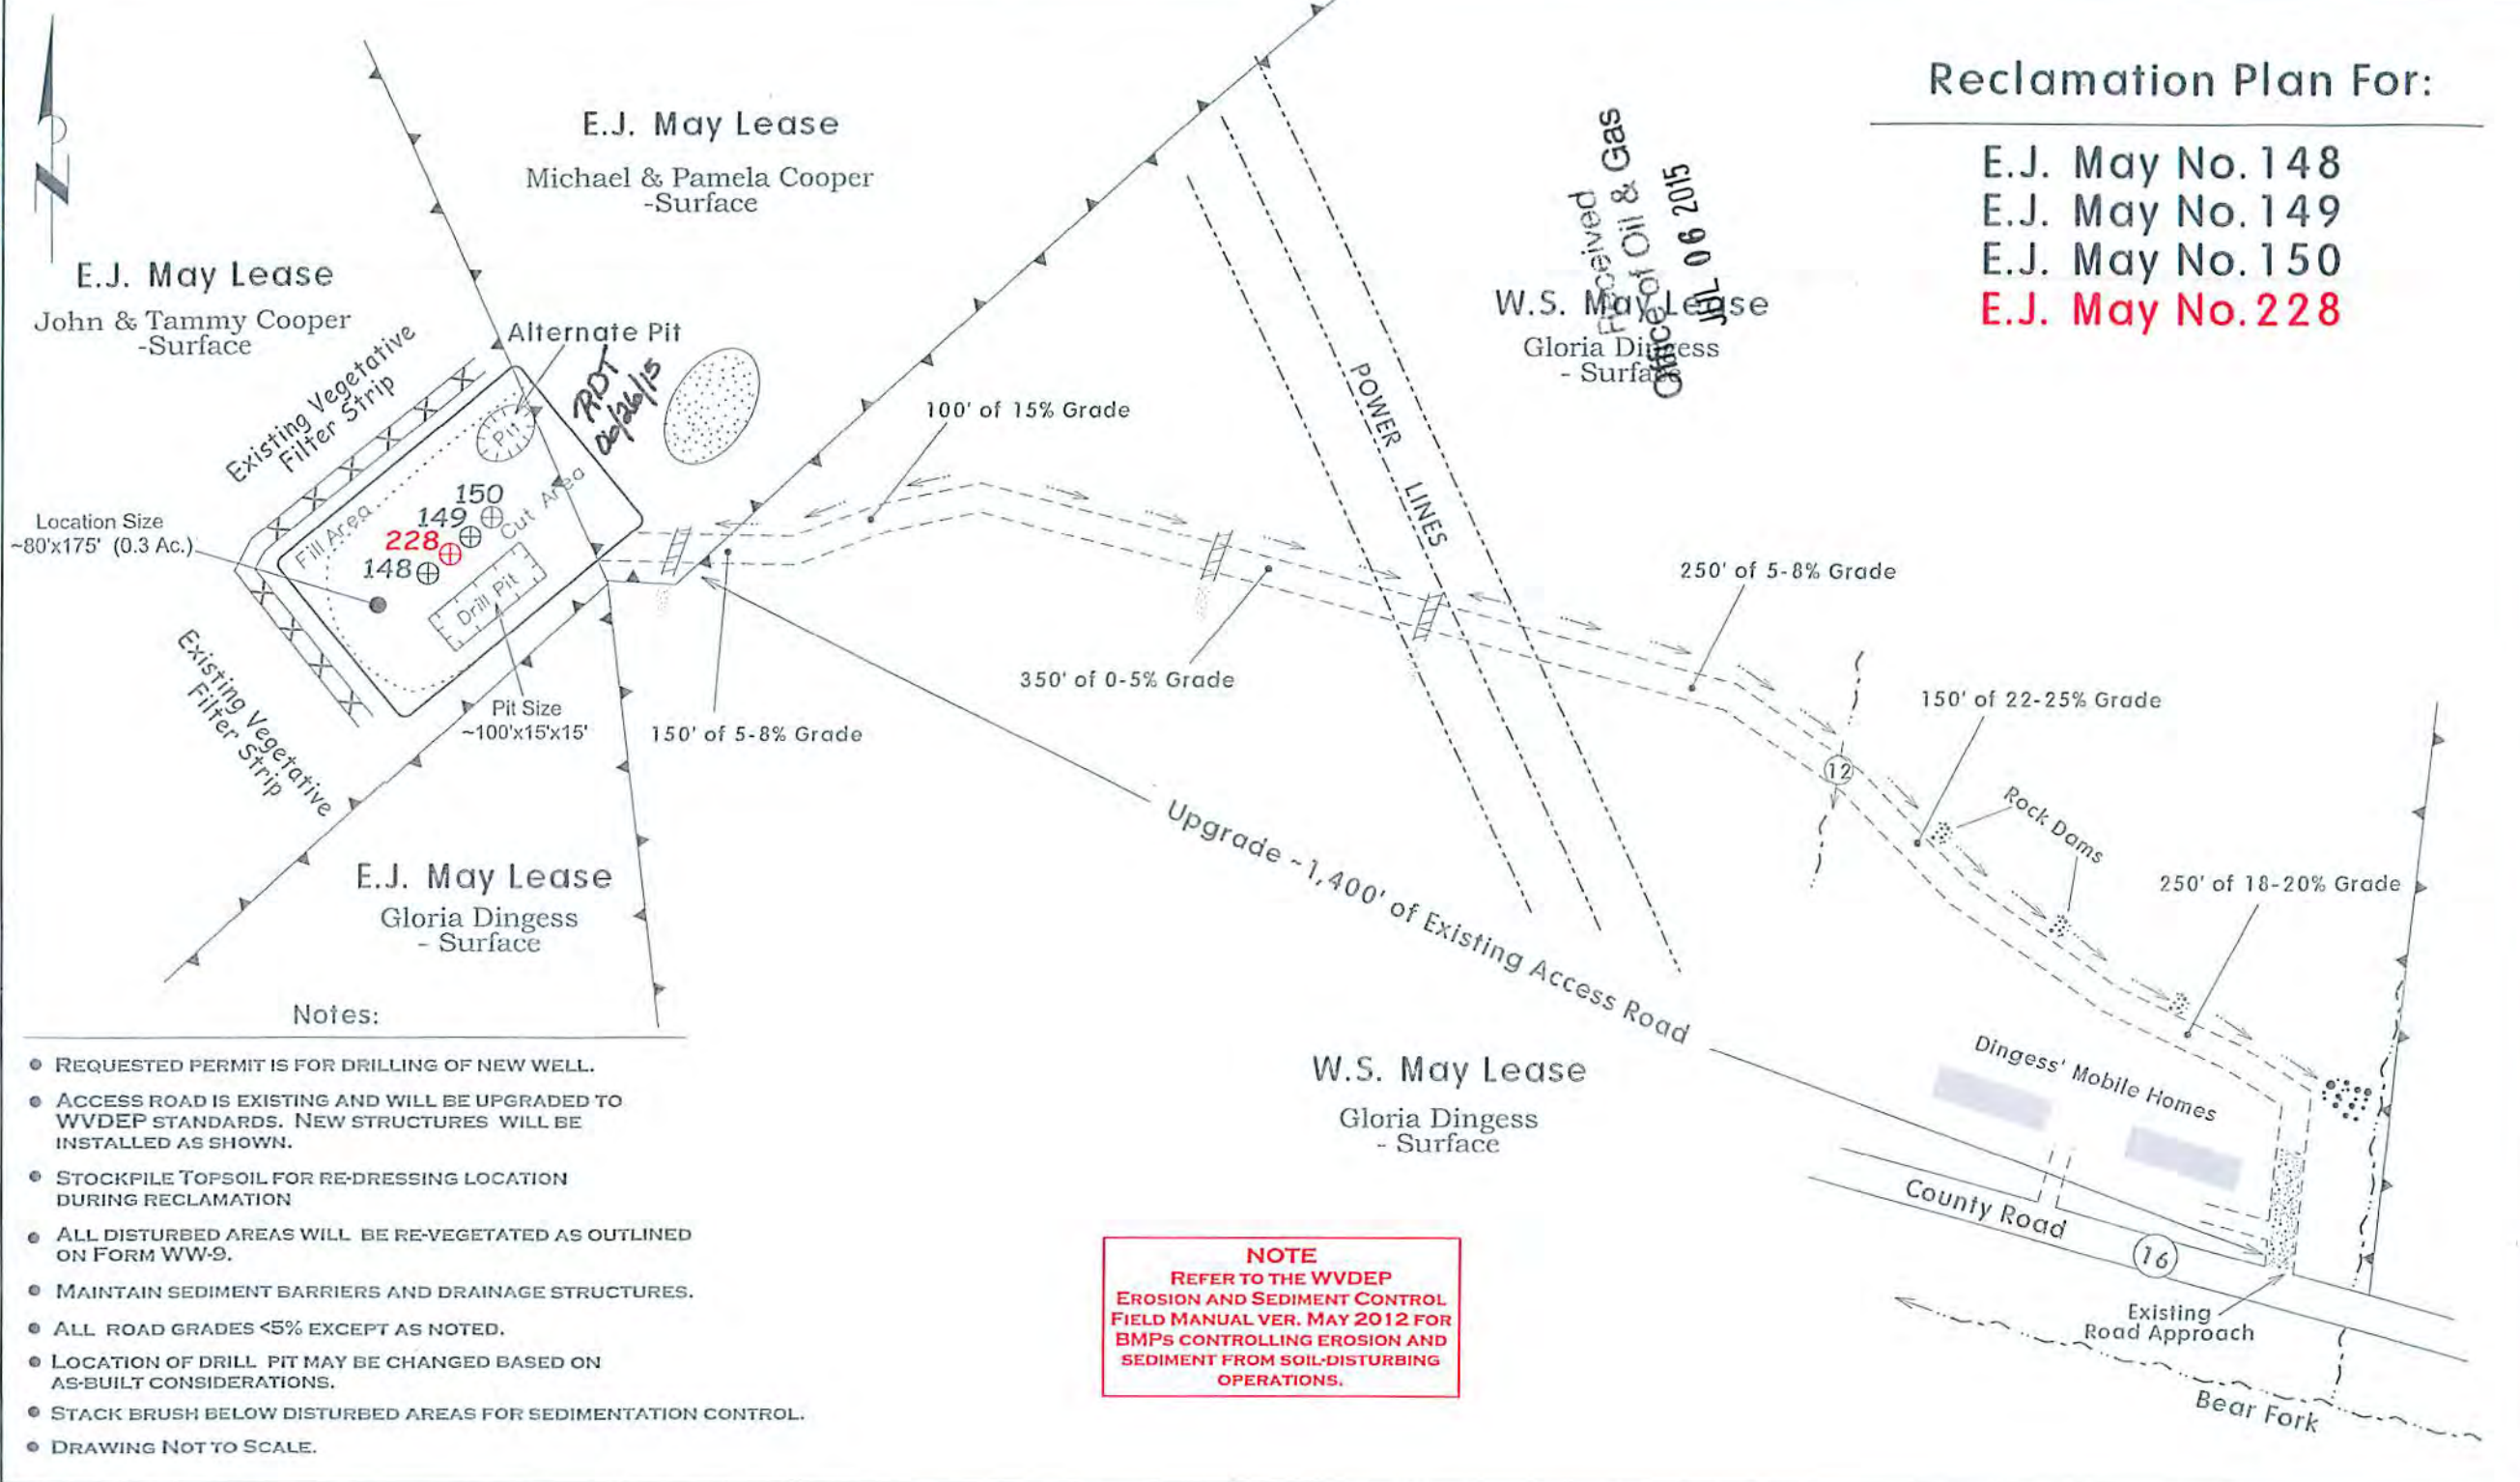 Reclamation Plan For:
E.J. May No. 148
E.J. May No. 149
E.J. May No. 150
E.J. May No. 228
N
E.J. May Lease
Michael & Pamela Cooper
-Surface
E.J. May Lease
John & Tammy Cooper
-Surface
Received
Office of Oil & Gas
JUL 06 2015
W.S. May Lease
Gloria Dingess
- Surface
Alternate Pit
RDT
06/26/15
Existing Vegetative
Filter Strip
Pit
Fill Area
Cut Area
150
149
228
148
Drill Pit
Location Size
~80'x175' (0.3 Ac.)
Existing Vegetative
Filter Strip
Pit Size
~100'x15'x15'
100' of 15% Grade
150' of 5-8% Grade
350' of 0-5% Grade
POWER LINES
250' of 5-8% Grade
12
150' of 22-25% Grade
Rock Dams
250' of 18-20% Grade
Upgrade ~1,400' of Existing Access Road
E.J. May Lease
Gloria Dingess
- Surface
W.S. May Lease
Gloria Dingess
- Surface
Dingess' Mobile Homes
County Road
16
Existing
Road Approach
Bear Fork
Notes:
REQUESTED PERMIT IS FOR DRILLING OF NEW WELL.
ACCESS ROAD IS EXISTING AND WILL BE UPGRADED TO
WVDEP STANDARDS. NEW STRUCTURES WILL BE
INSTALLED AS SHOWN.
STOCKPILE TOPSOIL FOR RE-DRESSING LOCATION
DURING RECLAMATION
ALL DISTURBED AREAS WILL BE RE-VEGETATED AS OUTLINED
ON FORM WW-9.
MAINTAIN SEDIMENT BARRIERS AND DRAINAGE STRUCTURES.
ALL ROAD GRADES <5% EXCEPT AS NOTED.
LOCATION OF DRILL PIT MAY BE CHANGED BASED ON
AS-BUILT CONSIDERATIONS.
STACK BRUSH BELOW DISTURBED AREAS FOR SEDIMENTATION CONTROL.
DRAWING NOT TO SCALE.
NOTE
REFER TO THE WVDEP
EROSION AND SEDIMENT CONTROL
FIELD MANUAL VER. MAY 2012 FOR
BMPS CONTROLLING EROSION AND
SEDIMENT FROM SOIL-DISTURBING
OPERATIONS.